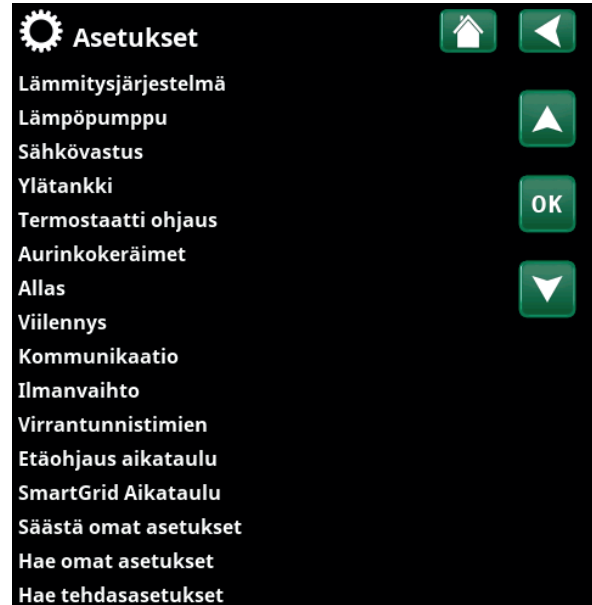 Asetukset
Lämmitysjärjestelmä
Lämpöpumppu
Sähkövastus
Ylätankki
OK
Termostaatti ohjaus
Aurinkokeräimet
Allas
Viilennys
Kommunikaatio
Ilmanvaihto
Virrantunnistimien
Etäohjaus aikataulu
SmartGrid Aikataulu
Säästä omat asetukset
Hae omat asetukset
Hae tehdasasetukset